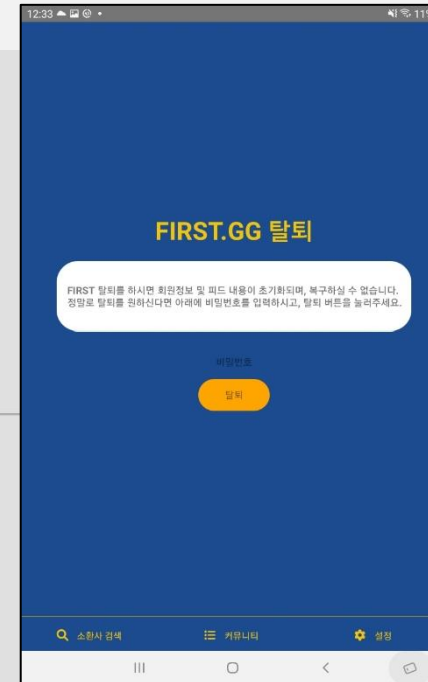 12:33
11%
FIRST.GG 탈퇴
FIRST 탈퇴를 하시면 회원정보 및 피드 내용이 초기화되며, 복구하실 수 없습니다.
정말로 탈퇴를 원하신다면 아래에 비밀번호를 입력하시고, 탈퇴 버튼을 눌러주세요.
비밀번호
탈퇴
소환사 검색
커뮤니티
설정